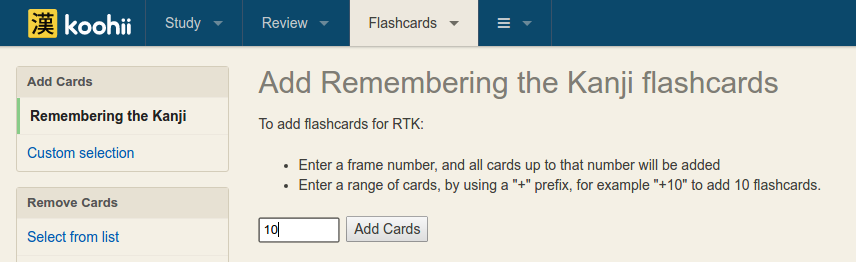 漢 koohii Study Review Flashcards
Add Cards
Remembering the Kanji
Custom selection
Remove Cards
Select from list
Add Remembering the Kanji flashcards
To add flashcards for RTK:
• Enter a frame number, and all cards up to that number will be added
• Enter a range of cards, by using a "+" prefix, for example "+10" to add 10 flashcards.
10 Add Cards